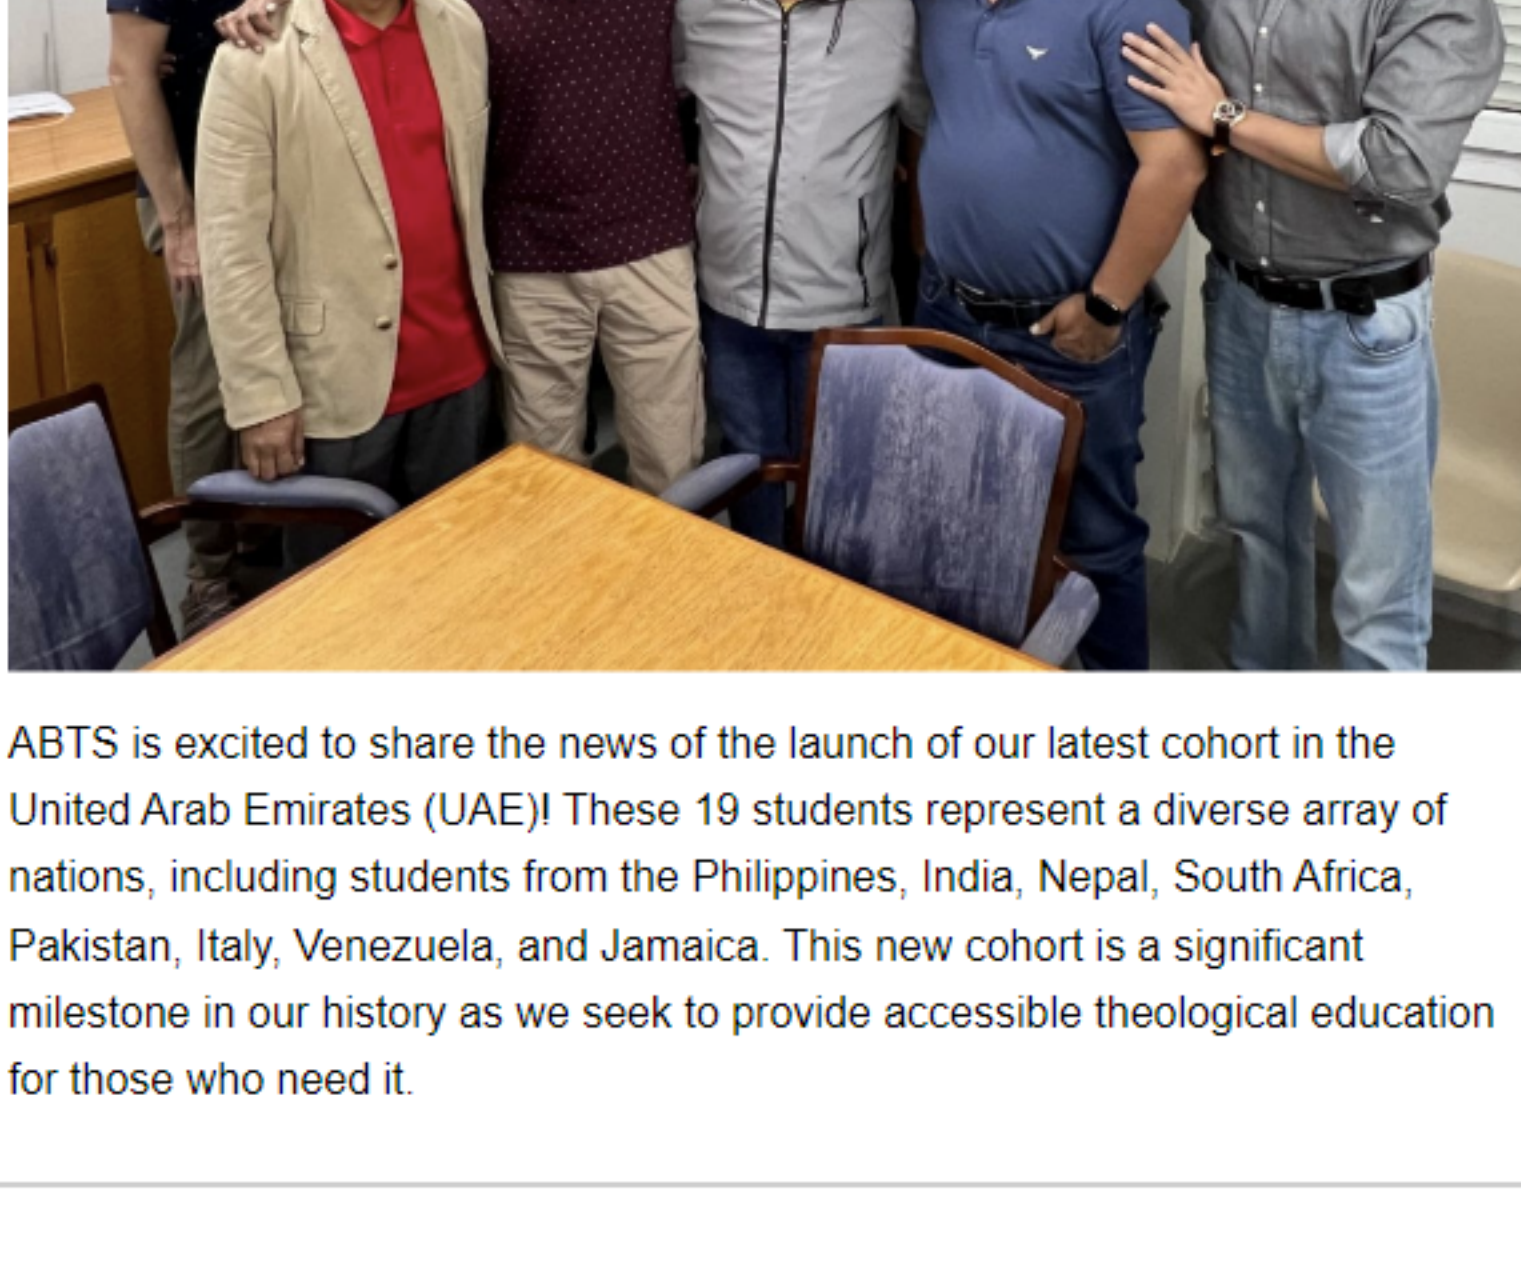 ABTS is excited to share the news of the launch of our latest cohort in the
United Arab Emirates (UAE)! These 19 students represent a diverse array of
nations, including students from the Philippines, India, Nepal, South Africa,
Pakistan, Italy, Venezuela, and Jamaica. This new cohort is a significant
milestone in our history as we seek to provide accessible theological education
for those who need it.